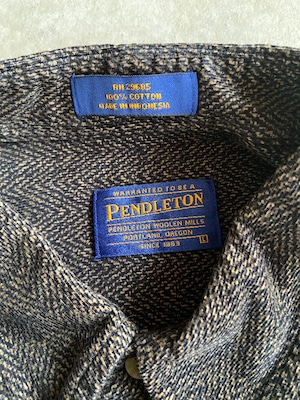 RN 29685
100% COTTON
MADE IN INDONESIA
WARRANTED TO BE A
PENDLETON
PENDLETON WOOLEN MILLS
PORTLAND, OREGON
SINCE 1863
L